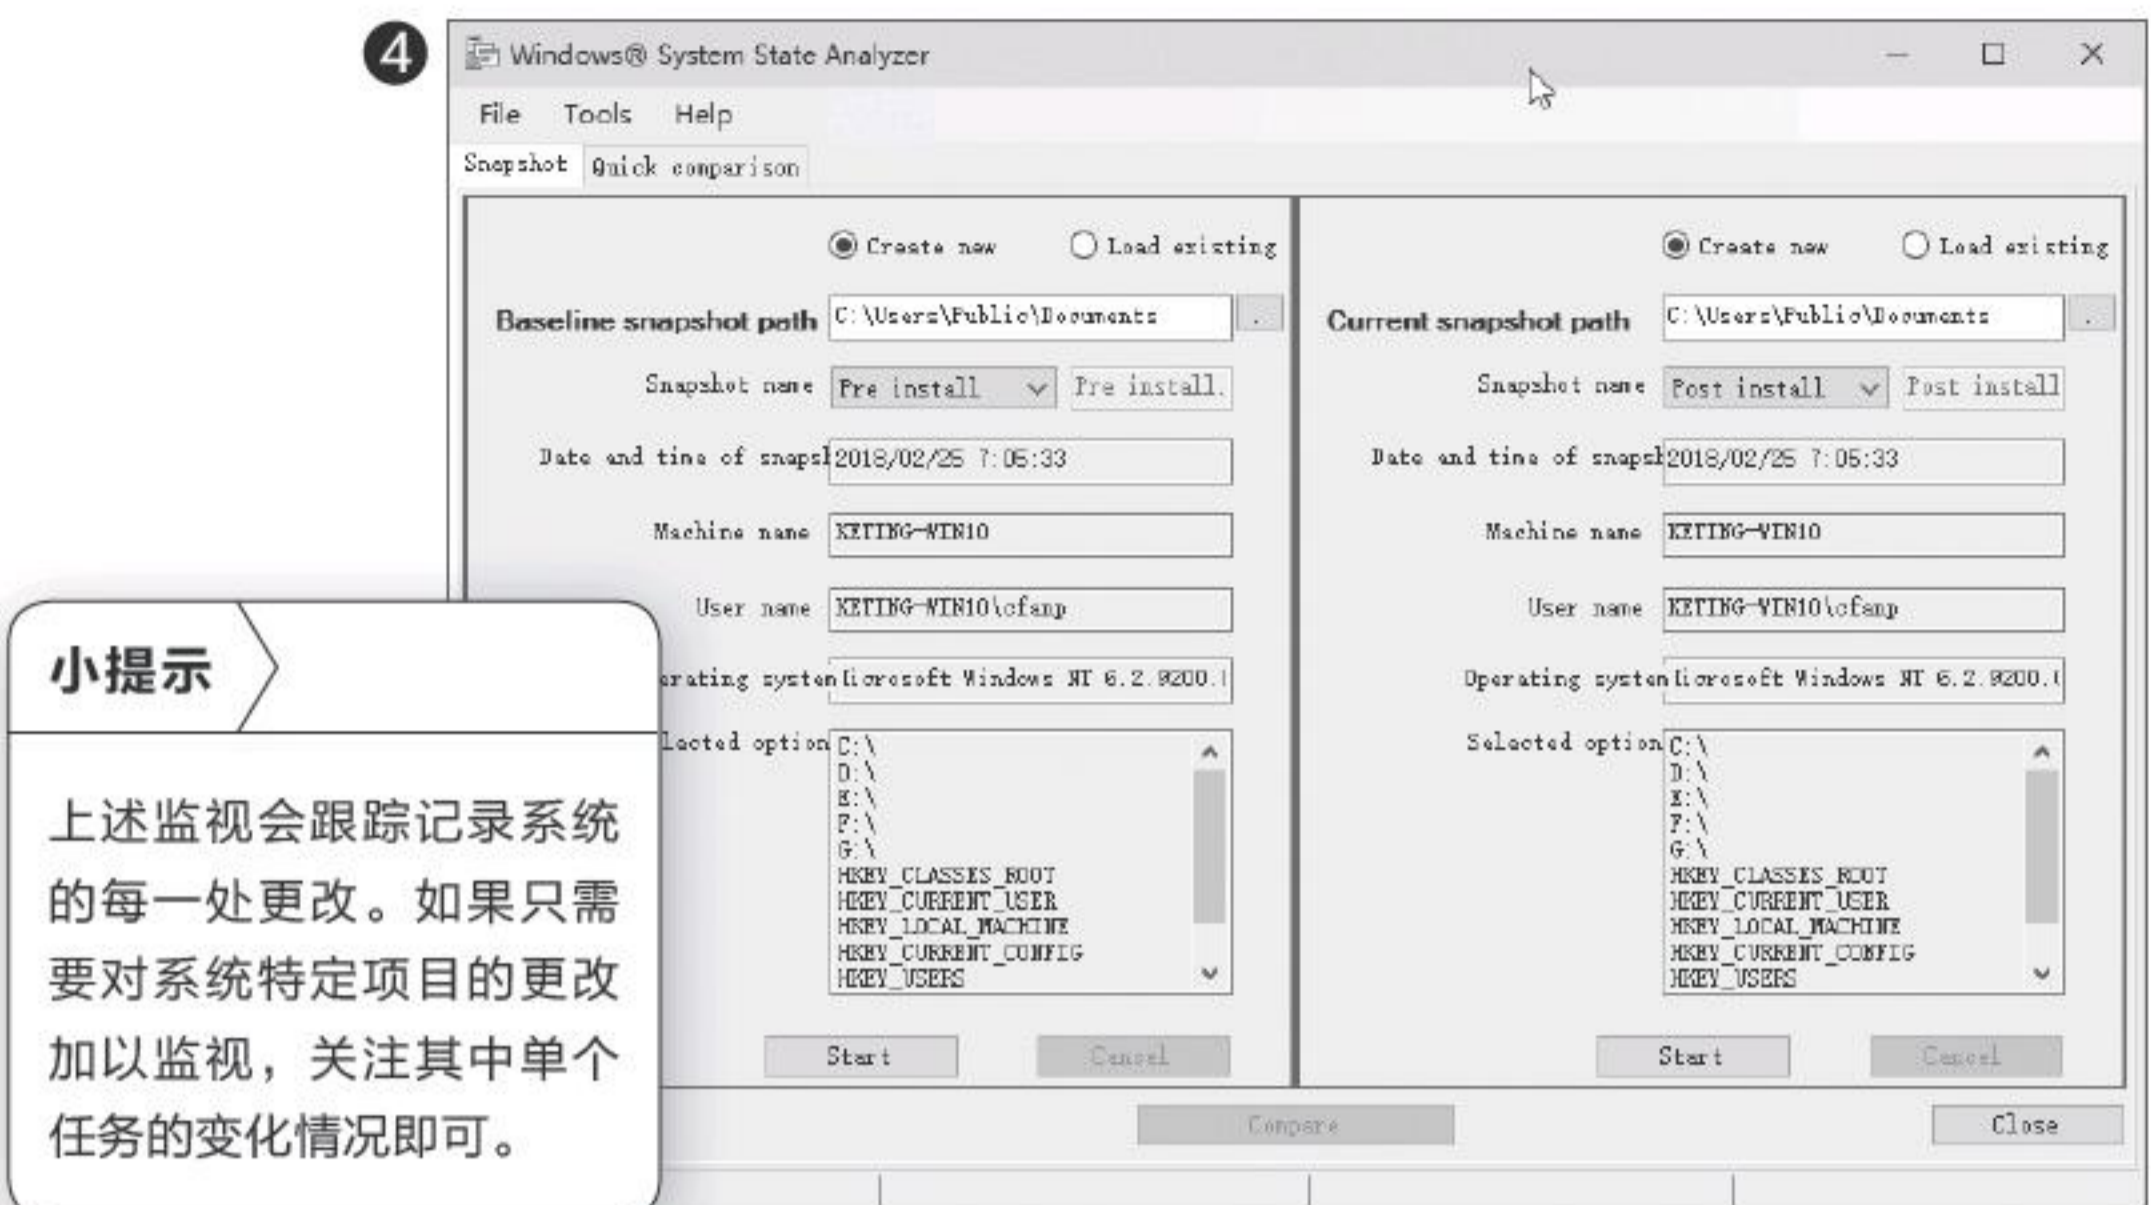 4
Windows® System State Analyzer
File Tools Help
Snapshot Quick comparison
Create new Load existing
Baseline snapshot path C:\Users\Public\Documents .
Snapshot name Pre install Pre install.
Date and time of snapsl 2018/02/25 7:05:33
Machine name KETING-WIN10
User name KETING-WIN10\cfanp
erating system licrosoft Windows NT 6.2.9200.
lected option C:\
D:\
E:\
F:\
G:\
HKEY_CLASSES_ROOT
HKEY_CURRENT_USER
HKEY_LOCAL_MACHINE
HKEY_CURRENT_CONFIG
HKEY_USERS
Start Cancel
Create new Load existing
Current snapshot path C:\Users\Public\Documents .
Snapshot name Post install Post install
Date and time of snapsl 2018/02/25 7:05:33
Machine name KETING-WIN10
User name KETING-WIN10\cfanp
Operating system licrosoft Windows NT 6.2.9200.
Selected option C:\
D:\
E:\
F:\
G:\
HKEY_CLASSES_ROOT
HKEY_CURRENT_USER
HKEY_LOCAL_MACHINE
HKEY_CURRENT_CONFIG
HKEY_USERS
Start Cancel
Compare Close
小提示
上述监视会跟踪记录系统
的每一处更改。如果只需
要对系统特定项目的更改
加以监视，关注其中单个
任务的变化情况即可。